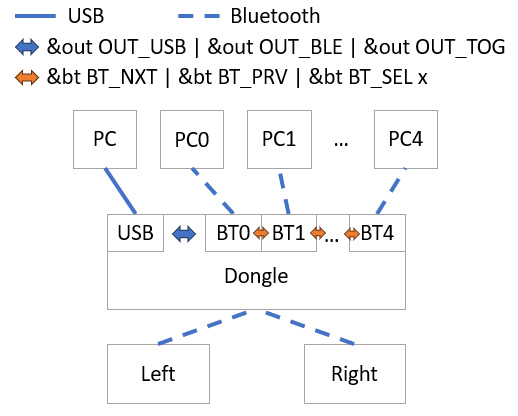 USB Bluetooth
&out OUT_USB | &out OUT_BLE | &out OUT_TOG
&bt BT_NXT | &bt BT_PRV | &bt BT_SEL x
PC PC0 PC1 ... PC4
USB BT0 BT1 ... BT4
Dongle
Left Right